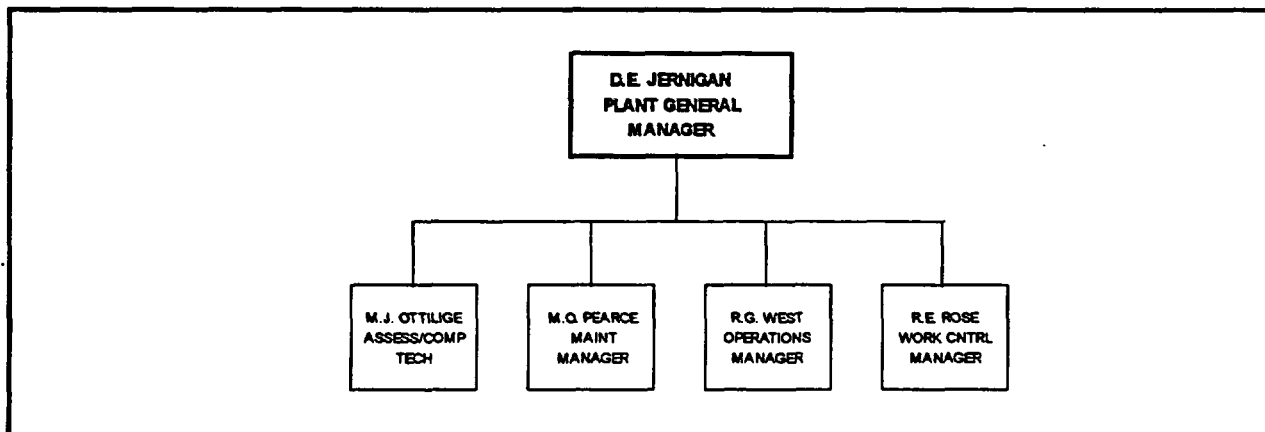 D.E. JERNIGAN
PLANT GENERAL
MANAGER
M.J. OTTILIGE
ASSESS/COMP
TECH
M.O. PEARCE
MAINT
MANAGER
R.G. WEST
OPERATIONS
MANAGER
R.E. ROSE
WORK CNTRL
MANAGER